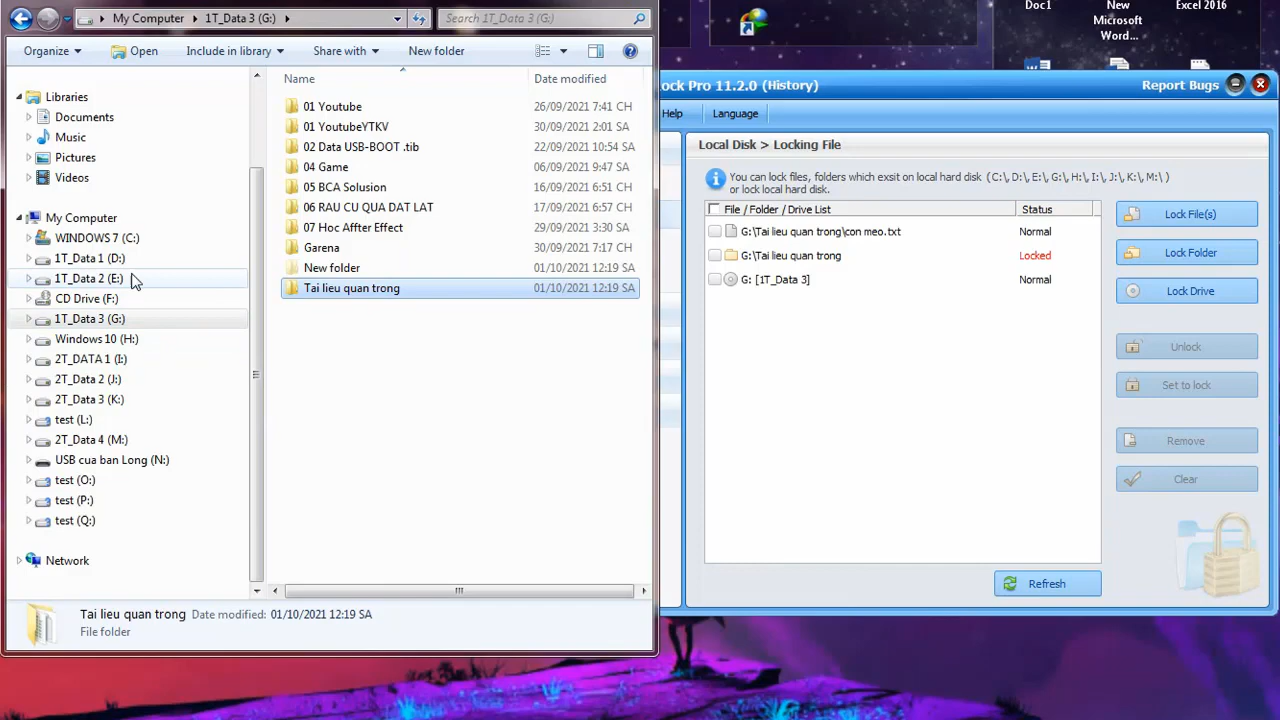 My Computer 1T_Data 3 (G:)
Search 1T_Data 3 (G:)
Organize Open Include in library Share with New folder
Name Date modified
Libraries
Documents
Music
Pictures
Videos
My Computer
WINDOWS 7 (C:)
1T_Data 1 (D:)
1T_Data 2 (E:)
CD Drive (F:)
1T_Data 3 (G:)
Windows 10 (H:)
2T_DATA 1 (I:)
2T_Data 2 (J:)
2T_Data 3 (K:)
test (L:)
2T_Data 4 (M:)
USB cua ban Long (N:)
test (O:)
test (P:)
test (Q:)
Network
01 Youtube 26/09/2021 7:41 CH
01 YoutubeYTKV 30/09/2021 2:01 SA
02 Data USB-BOOT .tib 22/09/2021 10:54 SA
04 Game 06/09/2021 9:47 SA
05 BCA Solusion 16/09/2021 6:51 CH
06 RAU CU QUA DAT LAT 17/09/2021 6:57 CH
07 Hoc Affter Effect 13/09/2021 6:51 CH
Garena 30/09/2021 7:17 CH
New folder 01/10/2021 12:19 SA
Tai lieu quan trong 01/10/2021 12:19 SA
Tai lieu quan trong Date modified: 01/10/2021 12:19 SA
File folder
Doc1
New
Microsoft
Word...
Excel 2016
ock Pro 11.2.0 (History) Report Bugs
Help Language
Local Disk > Locking File
You can lock files, folders which exsit on local hard disk (C:\,D:\,E:\,G:\,H:\,I:\,J:\,K:\,M:\)
or lock local hard disk.
File / Folder / Drive List Status
G:\Tai lieu quan trong\con meo.txt Normal
G:\Tai lieu quan trong Locked
G: [1T_Data 3] Normal
Lock File(s)
Lock Folder
Lock Drive
Unlock
Set to lock
Remove
Clear
Refresh